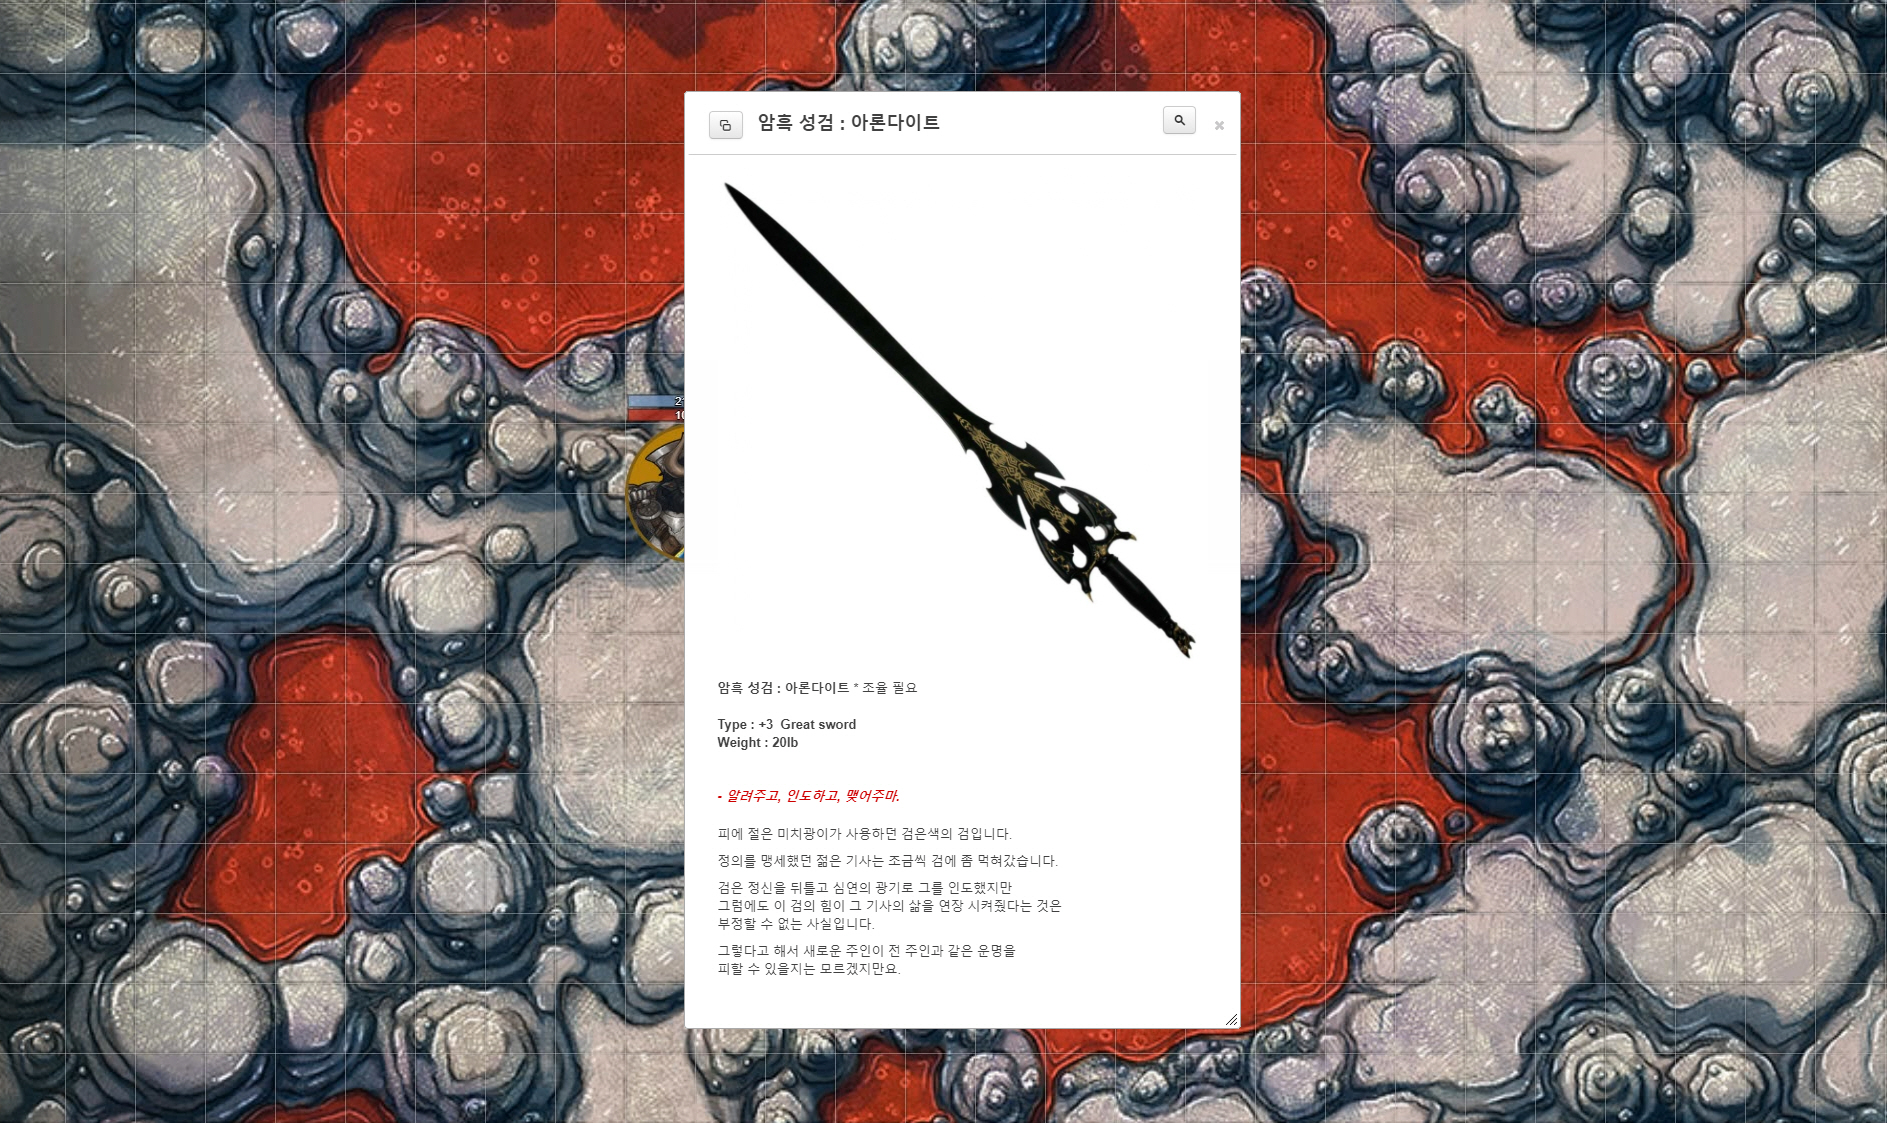 암흑 성검 : 아론다이트
암흑 성검 : 아론다이트 * 조율 필요
Type : +3 Great sword
Weight : 20lb
- 알려주고, 인도하고, 맺어주마.
피에 절은 미치광이가 사용하던 검은색의 검입니다.
정의를 맹세했던 젊은 기사는 조금씩 검에 좀 먹혀갔습니다.
검은 정신을 뒤틀고 심연의 광기로 그를 인도했지만
그럼에도 이 검의 힘이 그 기사의 삶을 연장 시켜줬다는 것은
부정할 수 없는 사실입니다.
그렇다고 해서 새로운 주인이 전 주인과 같은 운명을
피할 수 있을지는 모르겠지만요.